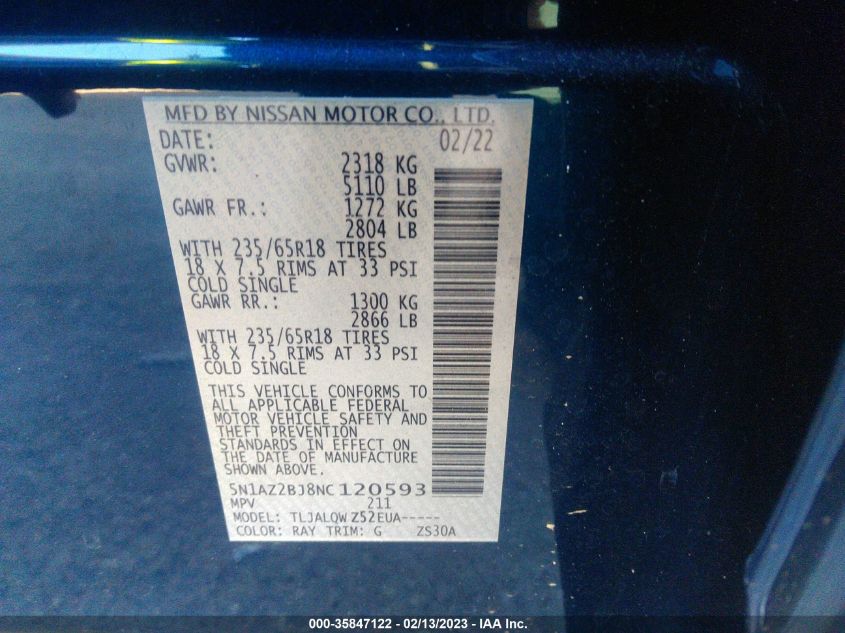 MFD BY NISSAN MOTOR CO., LTD.
DATE: 02/22
GVWR: 2318 KG
5110 LB
GAWR FR.: 1272 KG
2804 LB
WITH 235/65R18 TIRES
18 X 7.5 RIMS AT 33 PSI
COLD SINGLE
GAWR RR.: 1300 KG
2866 LB
WITH 235/65R18 TIRES
18 X 7.5 RIMS AT 33 PSI
COLD SINGLE
THIS VEHICLE CONFORMS TO
ALL APPLICABLE FEDERAL
MOTOR VEHICLE SAFETY AND
THEFT PREVENTION
STANDARDS IN EFFECT ON
THE DATE OF MANUFACTURE
SHOWN ABOVE.
5N1AZ2BJ8NC120593
MPV 211
MODEL: TLJALQWZ52EUA-----
COLOR: RAY TRIM: G ZS30A
000-35847122 - 02/13/2023 - IAA Inc.